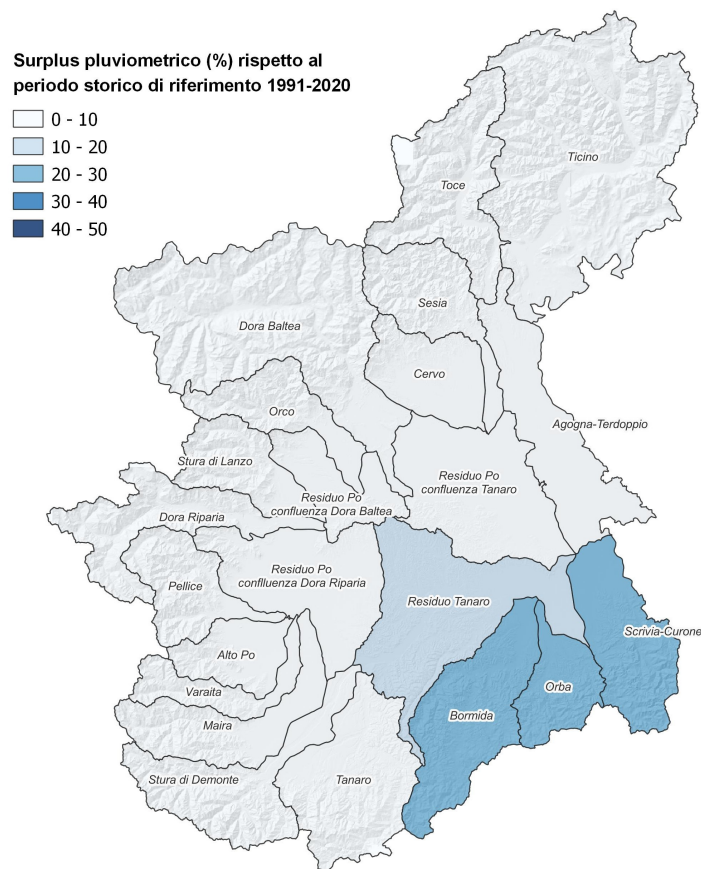 Surplus pluviometrico (%) rispetto al
periodo storico di riferimento 1991-2020
0 - 10
10 - 20
20 - 30
30 - 40
40 - 50
Ticino
Toce
Sesia
Dora Baltea
Cervo
Orco
Agogna-Terdoppio
Stura di Lanzo
Residuo Po
confluenza Tanaro
Residuo Po
confluenza Dora Baltea
Dora Riparia
Residuo Po
conffluenza Dora Riparia
Pellice
Residuo Tanaro
Scrivia-Curone
Alto Po
Orba
Varaita
Bormida
Maira
Stura di Demonte
Tanaro